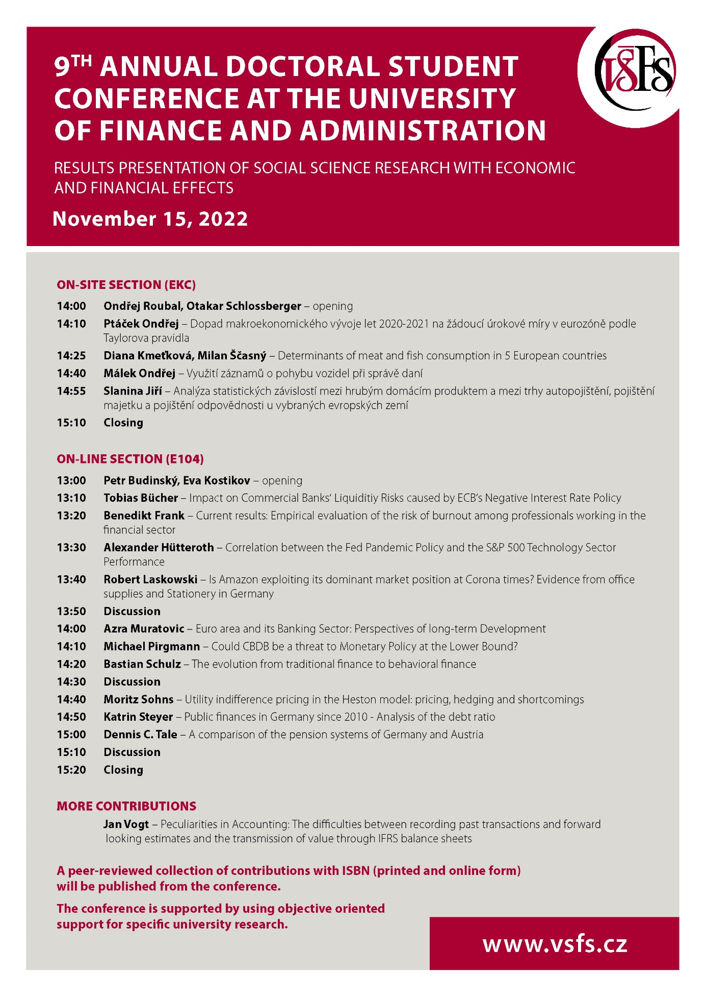 9TH ANNUAL DOCTORAL STUDENT
CONFERENCE AT THE UNIVERSITY
OF FINANCE AND ADMINISTRATION
VŠFS
RESULTS PRESENTATION OF SOCIAL SCIENCE RESEARCH WITH ECONOMIC
AND FINANCIAL EFFECTS
November 15, 2022
ON-SITE SECTION (EKC)
14:00 Ondřej Roubal, Otakar Schlossberger – opening
14:10 Ptáček Ondřej – Dopad makroekonomického vývoje let 2020-2021 na žádoucí úrokové míry v eurozóně podle
Taylorova pravidla
14:25 Diana Kmeťková, Milan Ščasný – Determinants of meat and fish consumption in 5 European countries
14:40 Málek Ondřej – Využití záznamů o pohybu vozidel při správě daní
14:55 Slanina Jiří – Analýza statistických závislostí mezi hrubým domácím produktem a mezi trhy autopojištění, pojištění
majetku a pojištění odpovědnosti u vybraných evropských zemí
15:10 Closing
ON-LINE SECTION (E104)
13:00 Petr Budinský, Eva Kostikov – opening
13:10 Tobias Bücher – Impact on Commercial Banks‘ Liquiditiy Risks caused by ECB‘s Negative Interest Rate Policy
13:20 Benedikt Frank – Current results: Empirical evaluation of the risk of burnout among professionals working in the
financial sector
13:30 Alexander Hütteroth – Correlation between the Fed Pandemic Policy and the S&P 500 Technology Sector
Performance
13:40 Robert Laskowski – Is Amazon exploiting its dominant market position at Corona times? Evidence from office
supplies and Stationery in Germany
13:50 Discussion
14:00 Azra Muratovic – Euro area and its Banking Sector: Perspectives of long-term Development
14:10 Michael Pirgmann – Could CBDB be a threat to Monetary Policy at the Lower Bound?
14:20 Bastian Schulz – The evolution from traditional finance to behavioral finance
14:30 Discussion
14:40 Moritz Sohns – Utility indifference pricing in the Heston model: pricing, hedging and shortcomings
14:50 Katrin Steyer – Public finances in Germany since 2010 - Analysis of the debt ratio
15:00 Dennis C. Tale – A comparison of the pension systems of Germany and Austria
15:10 Discussion
15:20 Closing
MORE CONTRIBUTIONS
Jan Vogt – Peculiarities in Accounting: The difficulties between recording past transactions and forward
looking estimates and the transmission of value through IFRS balance sheets
A peer-reviewed collection of contributions with ISBN (printed and online form)
will be published from the conference.
The conference is supported by using objective oriented
support for specific university research.
www.vsfs.cz